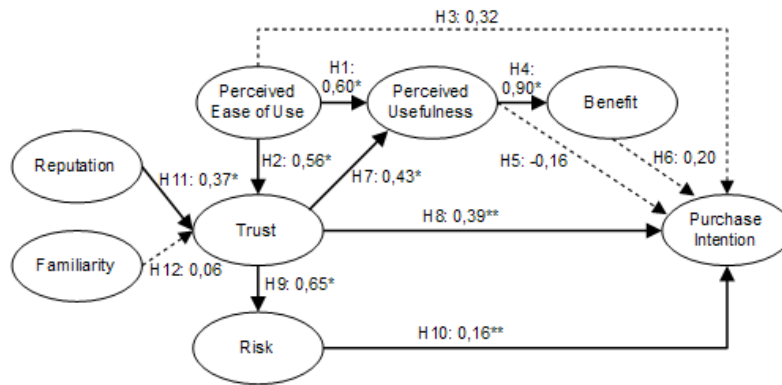 H3: 0,32
Perceived
Ease of Use
H1:
0,60*
Perceived
Usefulness
H4:
0,90*
Benefit
Reputation
H11: 0,37*
H2: 0,56*
H7: 0,43*
H5: -0,16
H6: 0,20
Trust
H8: 0,39**
Purchase
Intention
Familiarity
H12: 0,06
H9: 0,65*
Risk
H10: 0,16**